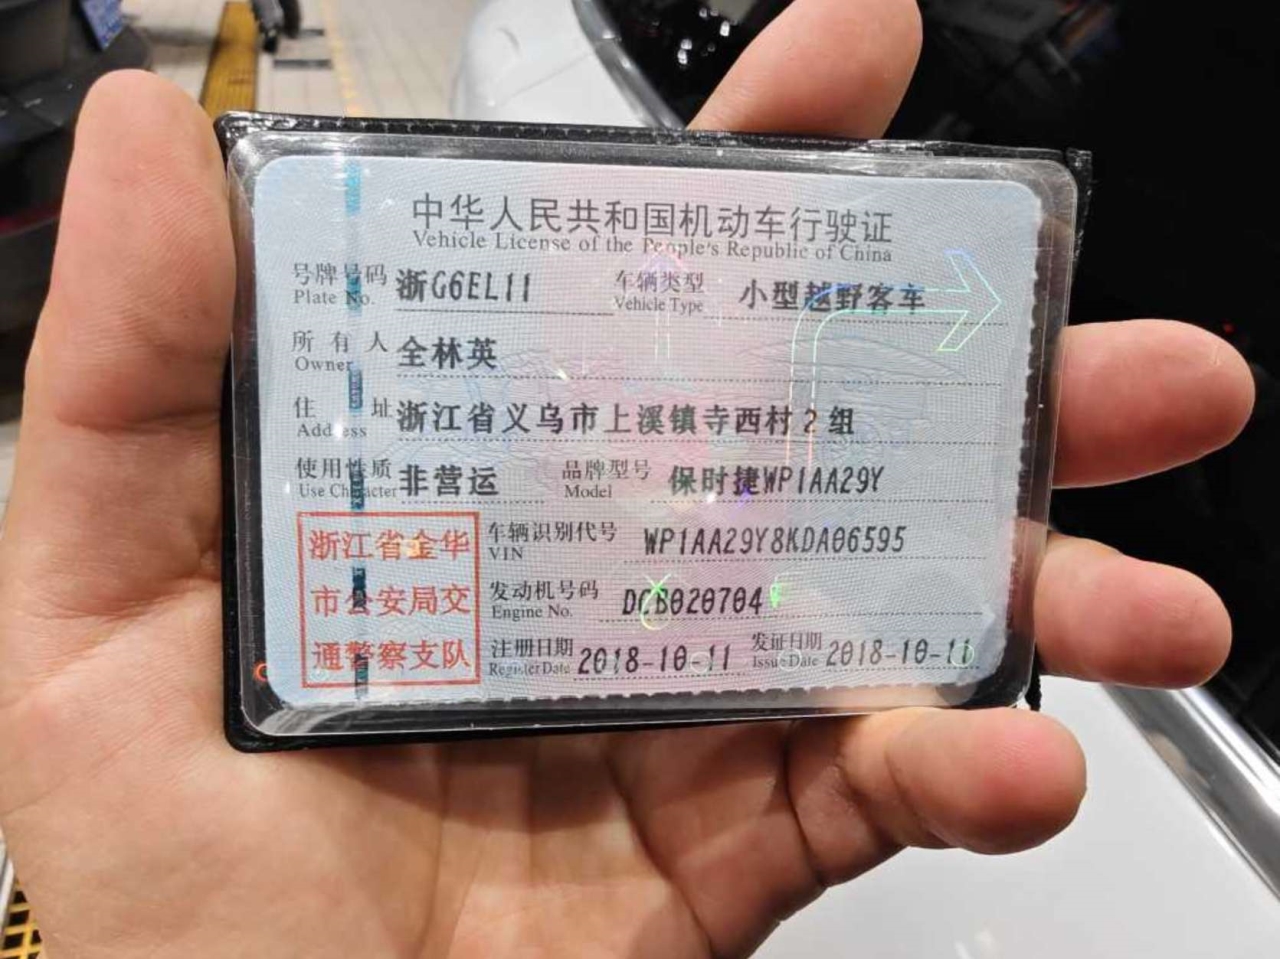 中华人民共和国机动车行驶证
Vehicle License of the People's Republic of China
号牌号码 浙G6EL11 车辆类型 小型越野客车
Plate No. Vehicle Type
所有人 全林英
Owner
住址 浙江省义乌市上溪镇寺西村2组
Address
使用性质 非营运 品牌型号 保时捷WP1AA29Y
Use Character Model
浙江省金华
市公安局交
通警察支队
车辆识别代号 WP1AA29Y8KDA06595
VIN
发动机号码 DCB020704
Engine No.
注册日期 2018-10-11 发证日期 2018-10-11
Register Date Issue Date